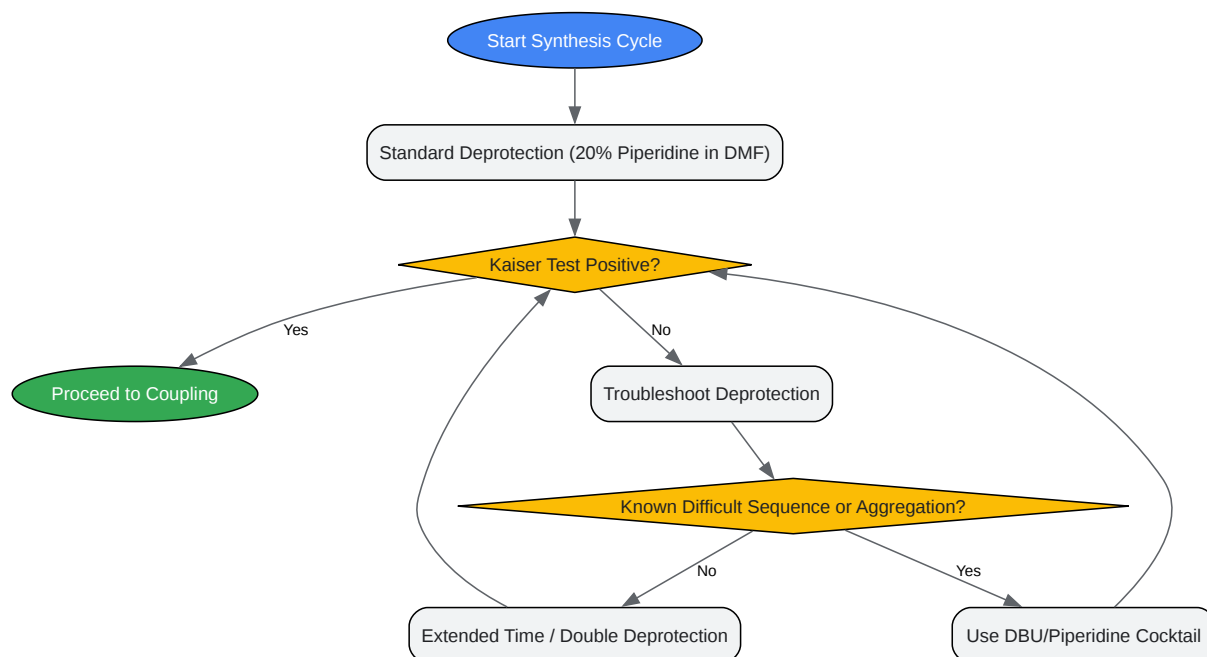 Start Synthesis Cycle
Standard Deprotection (20% Piperidine in DMF)
Kaiser Test Positive?
Yes
No
Proceed to Coupling
Troubleshoot Deprotection
Known Difficult Sequence or Aggregation?
No
Yes
Extended Time / Double Deprotection
Use DBU/Piperidine Cocktail